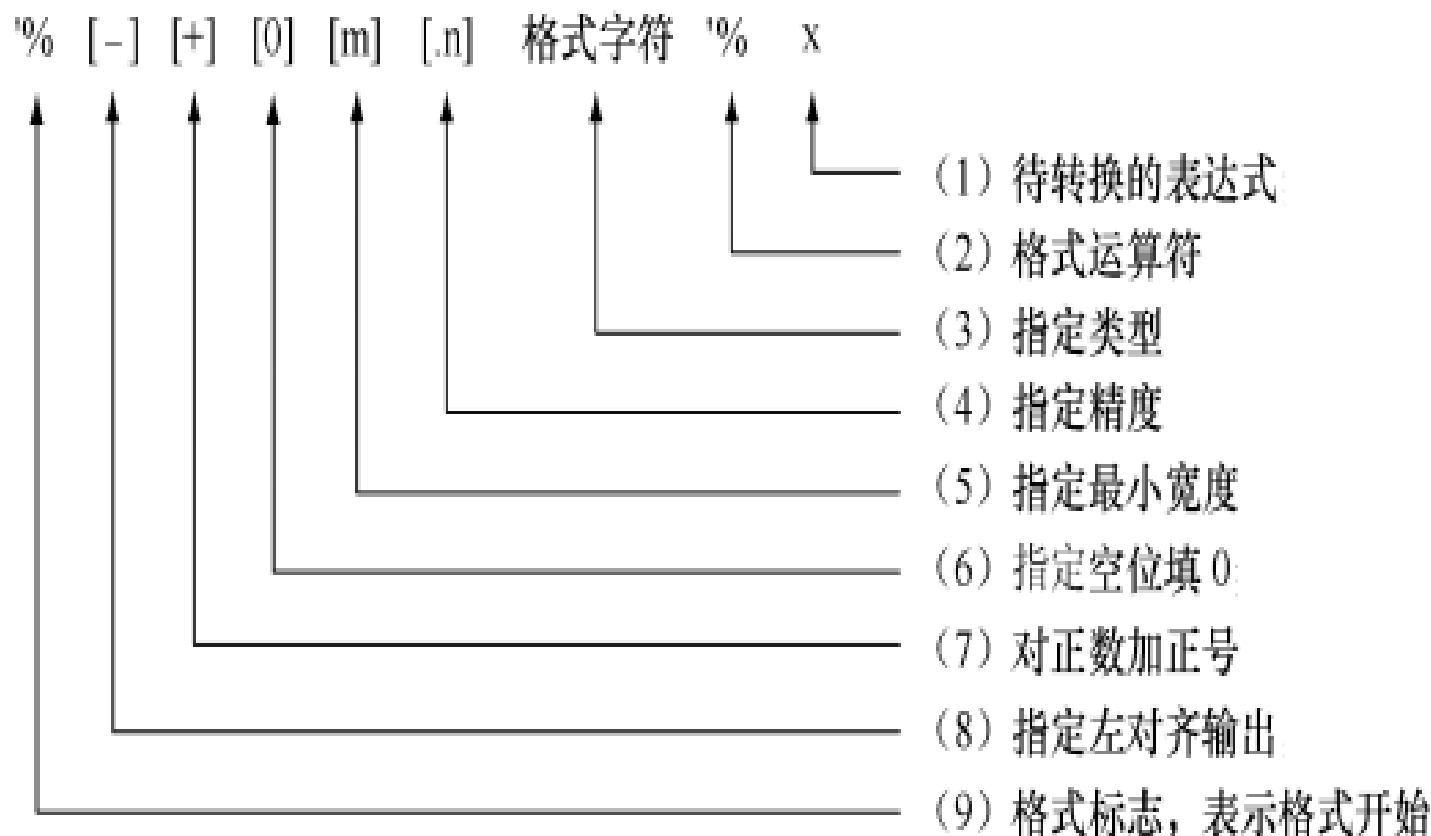 '% [–] [+] [0] [m] [.n] 格式字符 '% x
（1）待转换的表达式
（2）格式运算符
（3）指定类型
（4）指定精度
（5）指定最小宽度
（6）指定空位填 0
（7）对正数加正号
（8）指定左对齐输出
（9）格式标志，表示格式开始